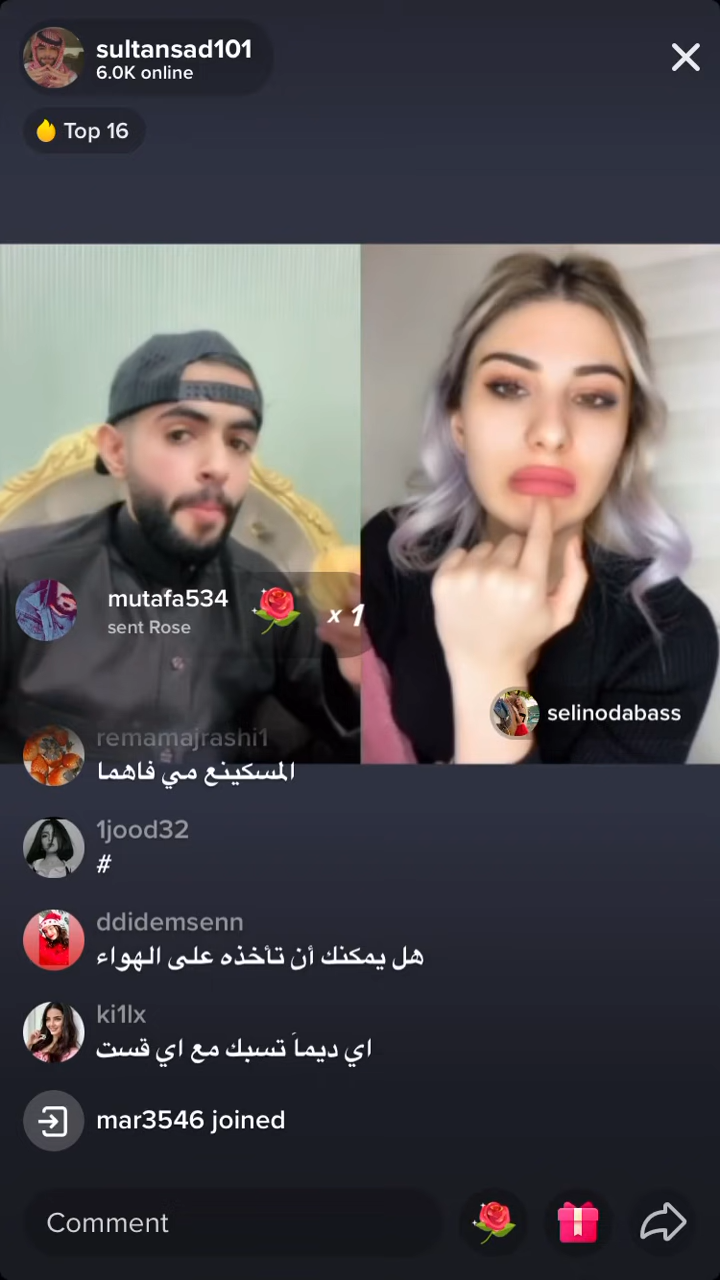 sultansad101
6.0K online
Top 16
mutafa534
sent Rose
x 1
selinodabass
remamajrashi1
المسكينع مي فاهما
1jood32
#
ddidemsenn
هل يمكنك أن تأخذه على الهواء
ki1lx
اي ديماَ تسبك مع اي قست
mar3546 joined
Comment